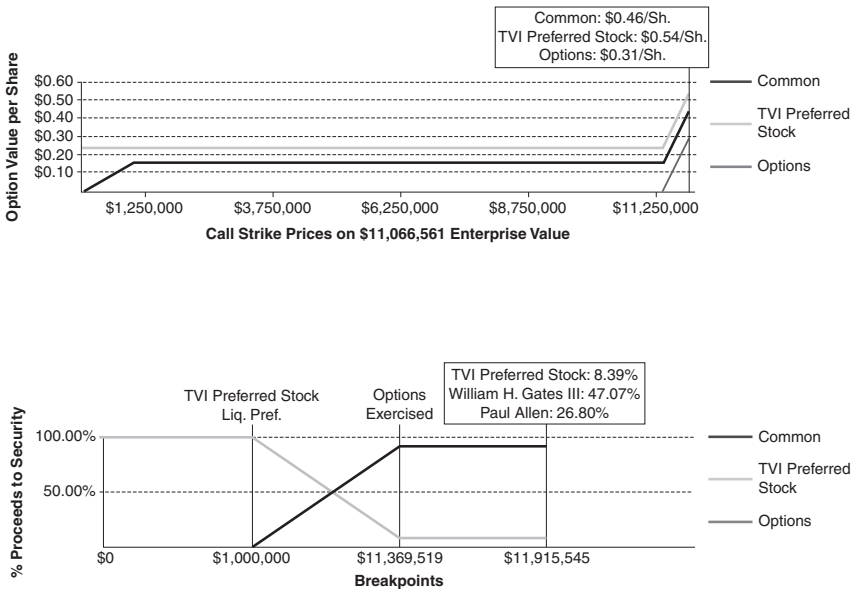 Common: $0.46/Sh.
TVI Preferred Stock: $0.54/Sh.
Options: $0.31/Sh.
Option Value per Share
$0.60
$0.50
$0.40
$0.30
$0.20
$0.10
Common
TVI Preferred
Stock
Options
$1,250,000
$3,750,000
$6,250,000
$8,750,000
$11,250,000
Call Strike Prices on $11,066,561 Enterprise Value
TVI Preferred Stock
Liq. Pref.
Options
Exercised
TVI Preferred Stock: 8.39%
William H. Gates III: 47.07%
Paul Allen: 26.80%
% Proceeds to Security
100.00%
50.00%
Common
TVI Preferred
Stock
Options
$0
$1,000,000
$11,369,519
$11,915,545
Breakpoints